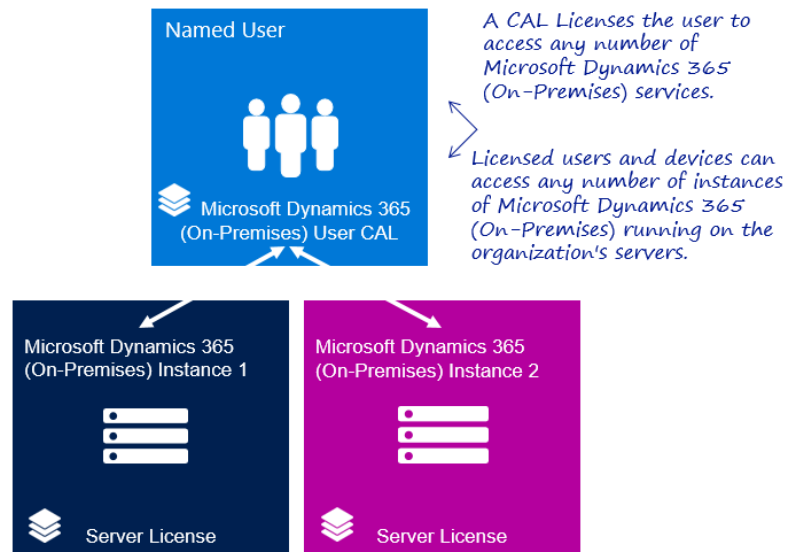 Named User
Microsoft Dynamics 365
(On-Premises) User CAL
A CAL Licenses the user to
access any number of
Microsoft Dynamics 365
(On-Premises) services.
Licensed users and devices can
access any number of instances
of Microsoft Dynamics 365
(On-Premises) running on the
organization's servers.
Microsoft Dynamics 365
(On-Premises) Instance 1
Server License
Microsoft Dynamics 365
(On-Premises) Instance 2
Server License